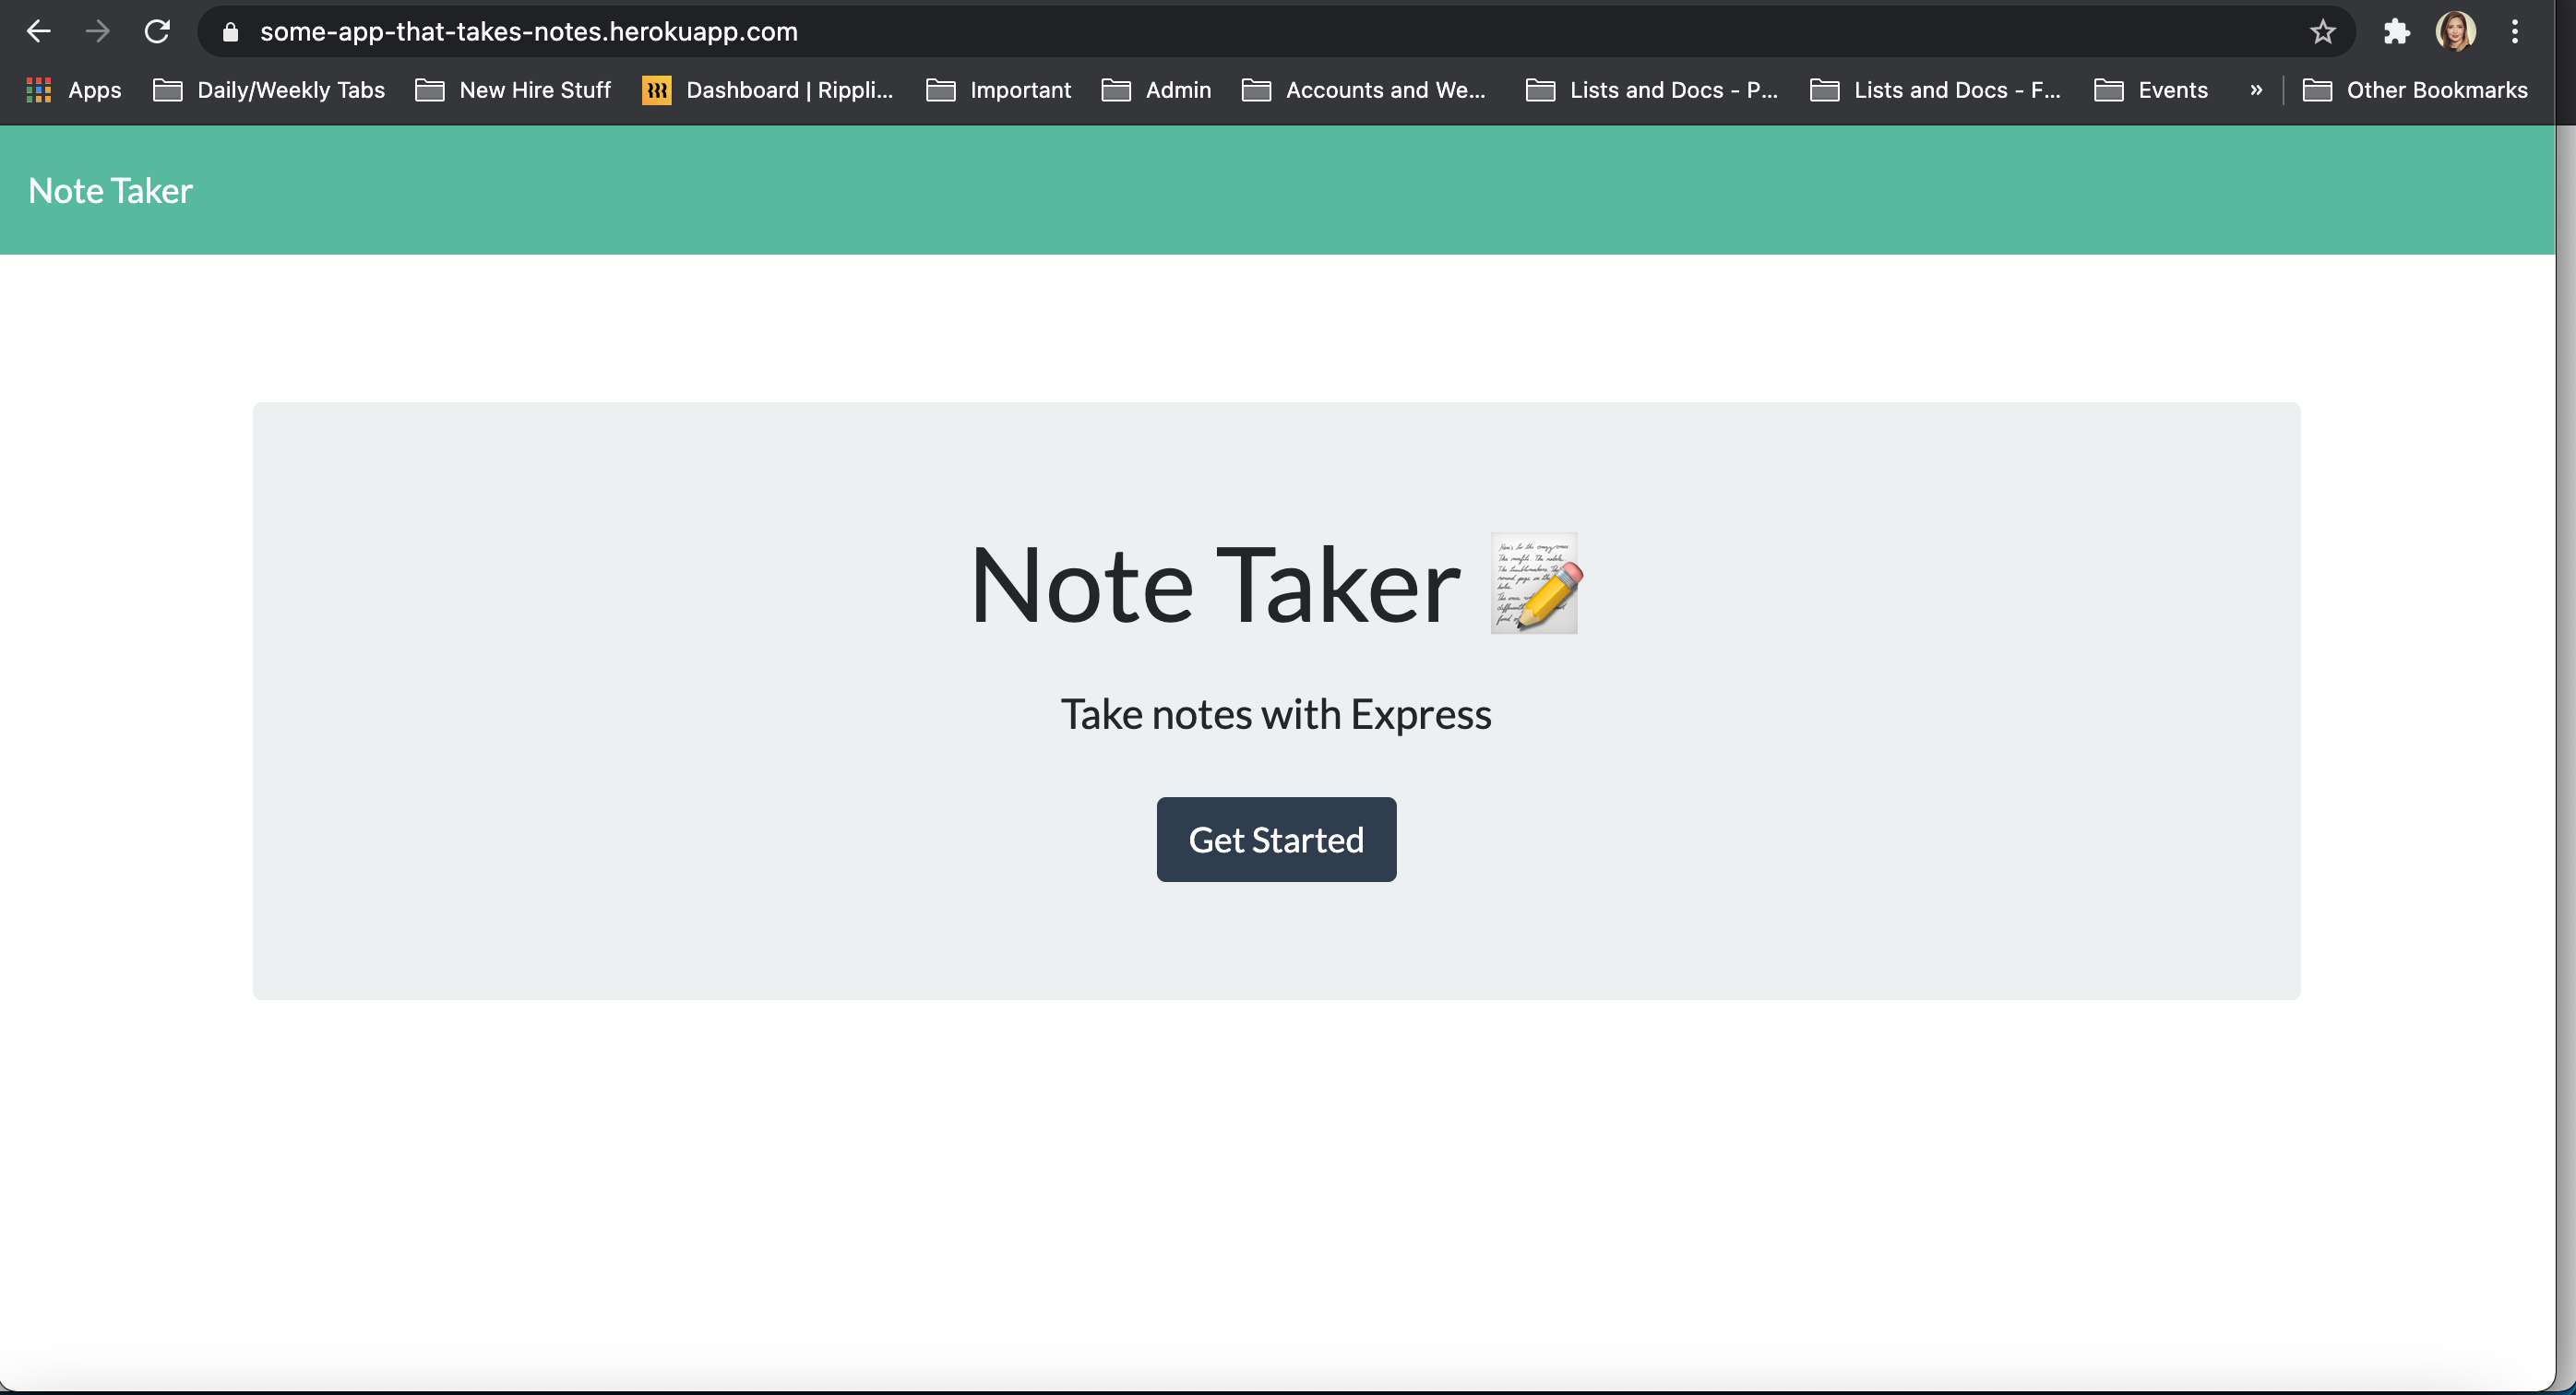 some-app-that-takes-notes.herokuapp.com
Apps Daily/Weekly Tabs New Hire Stuff Dashboard | Rippli... Important Admin Accounts and We... Lists and Docs - P... Lists and Docs - F... Events » Other Bookmarks
Note Taker
Note Taker
Take notes with Express
Get Started